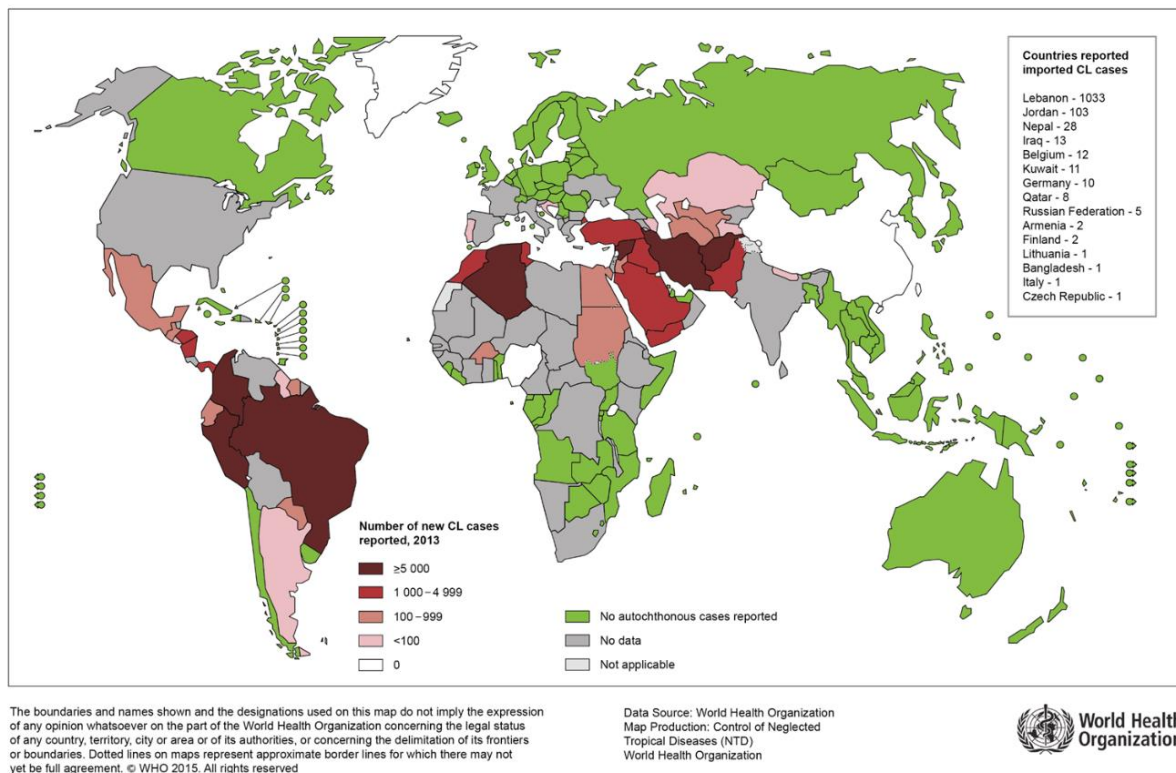 Countries reported
imported CL cases
Lebanon - 1033
Jordan - 103
Nepal - 28
Iraq - 13
Belgium - 12
Kuwait - 11
Germany - 10
Qatar - 8
Russian Federation - 5
Armenia - 2
Finland - 2
Lithuania - 1
Bangladesh - 1
Italy - 1
Czech Republic - 1
Number of new CL cases
reported, 2013
≥5 000
1 000–4 999
100–999
<100
0
No autochthonous cases reported
No data
Not applicable
The boundaries and names shown and the designations used on this map do not imply the expression
of any opinion whatsoever on the part of the World Health Organization concerning the legal status
of any country, territory, city or area or of its authorities, or concerning the delimitation of its frontiers
or boundaries. Dotted lines on maps represent approximate border lines for which there may not
yet be full agreement. © WHO 2015. All rights reserved
Data Source: World Health Organization
Map Production: Control of Neglected
Tropical Diseases (NTD)
World Health Organization
World Health
Organization